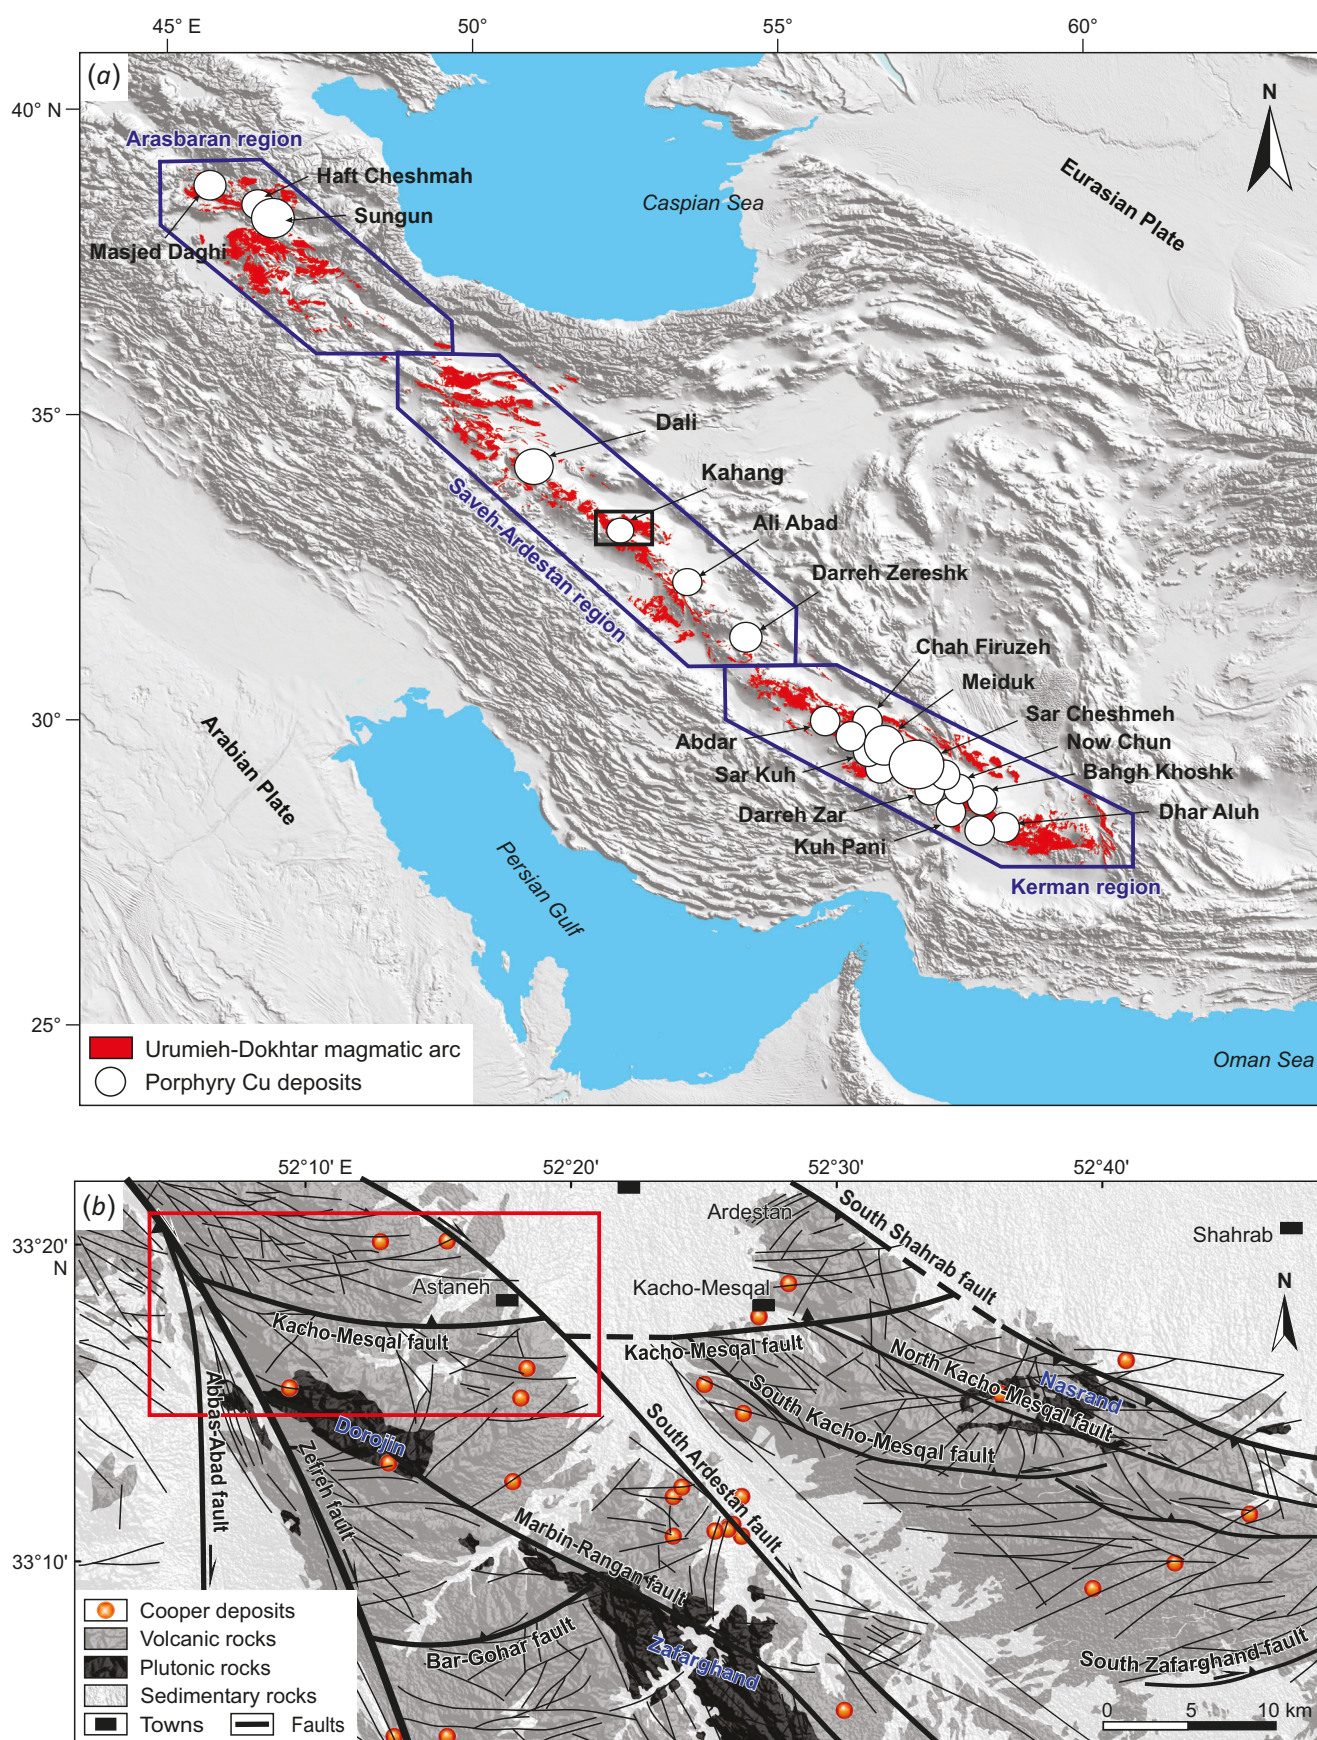 45° E
50°
55°
60°
(a)
N
40° N
Arasbaran region
Haft Cheshmah
Sungun
Masjed Daghi
Caspian Sea
Eurasian Plate
35°
Dali
Kahang
Ali Abad
Darreh Zereshk
Saveh-Ardestan region
Chah Firuzeh
Meiduk
Sar Cheshmeh
Now Chun
Bahgh Khoshk
Dhar Aluh
30°
Abdar
Sar Kuh
Darreh Zar
Kuh Pani
Kerman region
Arabian Plate
Persian Gulf
25°
Oman Sea
Urumieh-Dokhtar magmatic arc
Porphyry Cu deposits
52°10' E
52°20'
52°30'
52°40'
(b)
33°20'
N
Ardestan
South Shahrab fault
Shahrab
N
Astaneh
Kacho-Mesqal
Kacho-Mesqal fault
Kacho-Mesqal fault
North Kacho-Mesqal fault
Nasrand
South Kacho-Mesqal fault
Abbas-Abad fault
Zefreh fault
Dorojin
South Ardestan fault
Marbin-Rangan fault
33°10'
Bar-Gohar fault
Zafarghand
South Zafarghand fault
Cooper deposits
Volcanic rocks
Plutonic rocks
Sedimentary rocks
Towns
Faults
0 5 10 km